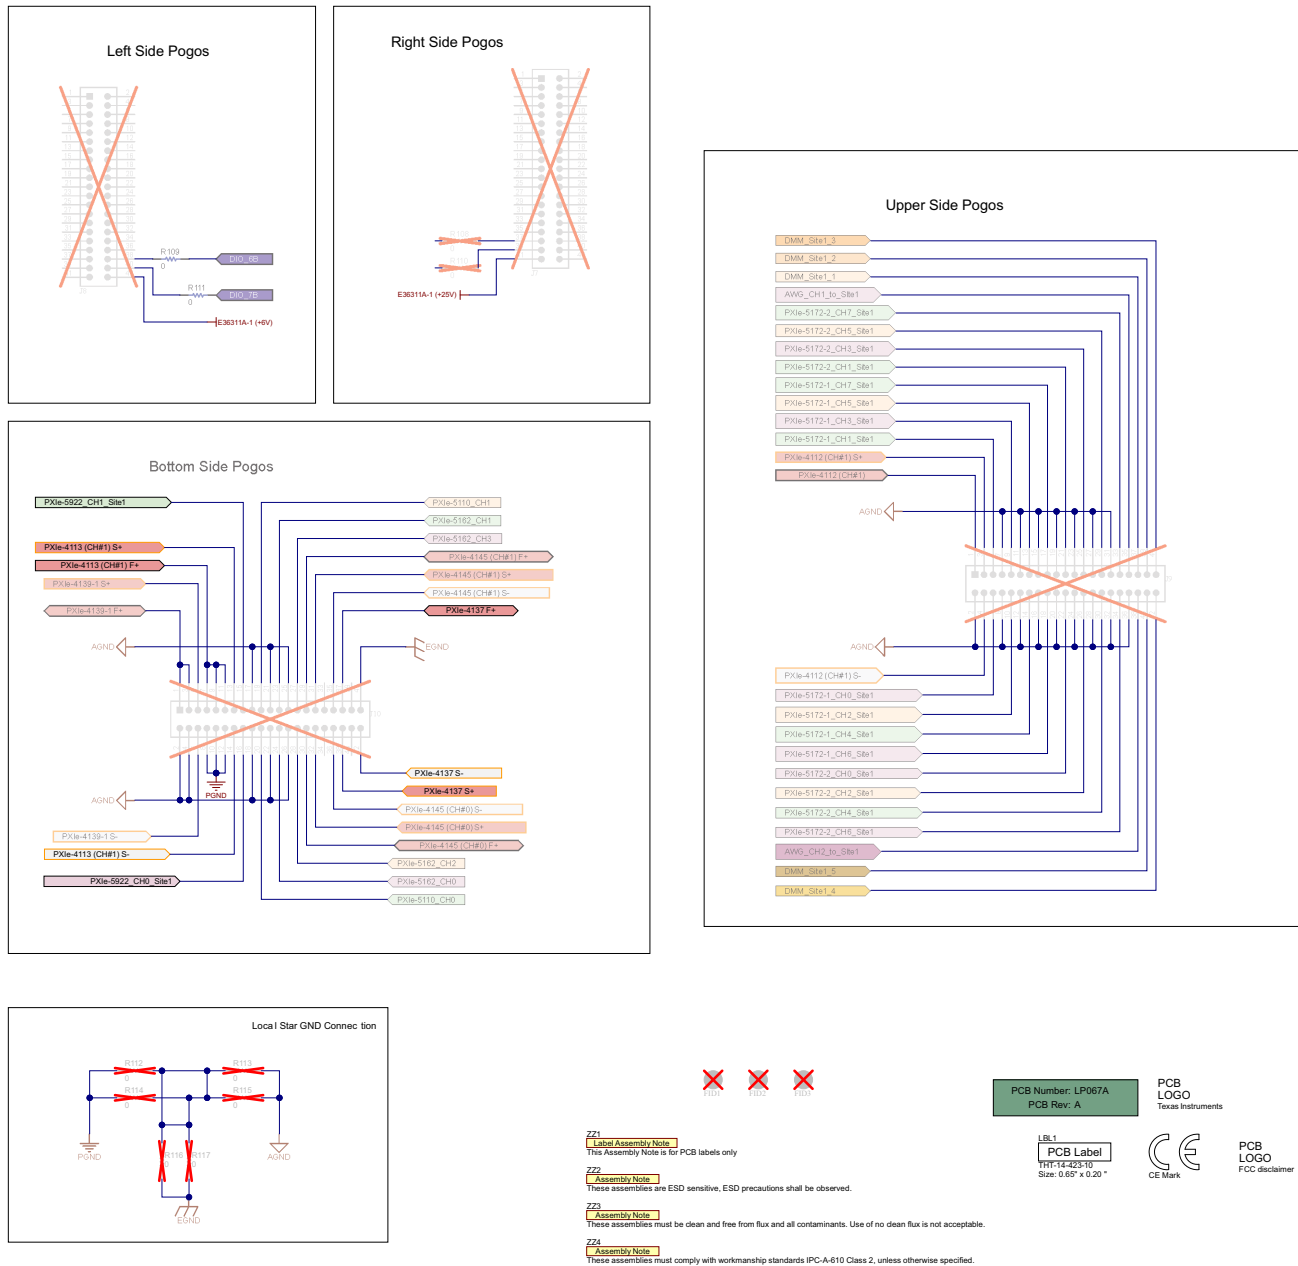 Left Side Pogos
R109
0
DIO_6B
R111
0
DIO_7B
E36311A-1 (+6V)
Right Side Pogos
E36311A-1 (+25V)
Upper Side Pogos
DMM_Site1_3
DMM_Site1_2
DMM_Site1_1
AWG_CH1_to_Site1
PXIe-5172-2_CH7_Site1
PXIe-5172-2_CH5_Site1
PXIe-5172-2_CH3_Site1
PXIe-5172-2_CH1_Site1
PXIe-5172-1_CH7_Site1
PXIe-5172-1_CH5_Site1
PXIe-5172-1_CH3_Site1
PXIe-5172-1_CH1_Site1
PXIe-4112 (CH#1) S+
PXIe-4112 (CH#1)
AGND
AGND
PXIe-4112 (CH#1) S-
PXIe-5172-1_CH0_Site1
PXIe-5172-1_CH2_Site1
PXIe-5172-1_CH4_Site1
PXIe-5172-1_CH6_Site1
PXIe-5172-2_CH0_Site1
PXIe-5172-2_CH2_Site1
PXIe-5172-2_CH4_Site1
PXIe-5172-2_CH6_Site1
AWG_CH2_to_Site1
DMM_Site1_5
DMM_Site1_4
Bottom Side Pogos
PXIe-5922_CH1_Site1
PXIe-4113 (CH#1) S+
PXIe-4113 (CH#1) F+
PXIe-4139-1 S+
PXIe-4139-1 F+
AGND
PXIe-5110_CH1
PXIe-5162_CH1
PXIe-5162_CH3
PXIe-4145 (CH#1) F+
PXIe-4145 (CH#1) S+
PXIe-4145 (CH#1) S-
PXIe-4137 F+
EGND
PGND
AGND
PXIe-4139-1 S-
PXIe-4113 (CH#1) S-
PXIe-5922_CH0_Site1
PXIe-4137 S-
PXIe-4137 S+
PXIe-4145 (CH#0) S-
PXIe-4145 (CH#0) S+
PXIe-4145 (CH#0) F+
PXIe-5162_CH2
PXIe-5162_CH0
PXIe-5110_CH0
Local Star GND Connection
R112
0
R113
0
R114
0
R115
0
R116
0
R117
0
PGND
AGND
EGND
FID1
FID2
FID3
PCB Number: LP067A
PCB Rev: A
PCB
LOGO
Texas Instruments
LBL1
PCB Label
THT-14-423-10
Size: 0.65" x 0.20 "
CE Mark
PCB
LOGO
FCC disclaimer
ZZ1
Label Assembly Note
This Assembly Note is for PCB labels only
ZZ2
Assembly Note
These assemblies are ESD sensitive, ESD precautions shall be observed.
ZZ3
Assembly Note
These assemblies must be clean and free from flux and all contaminants. Use of no clean flux is not acceptable.
ZZ4
Assembly Note
These assemblies must comply with workmanship standards IPC-A-610 Class 2, unless otherwise specified.